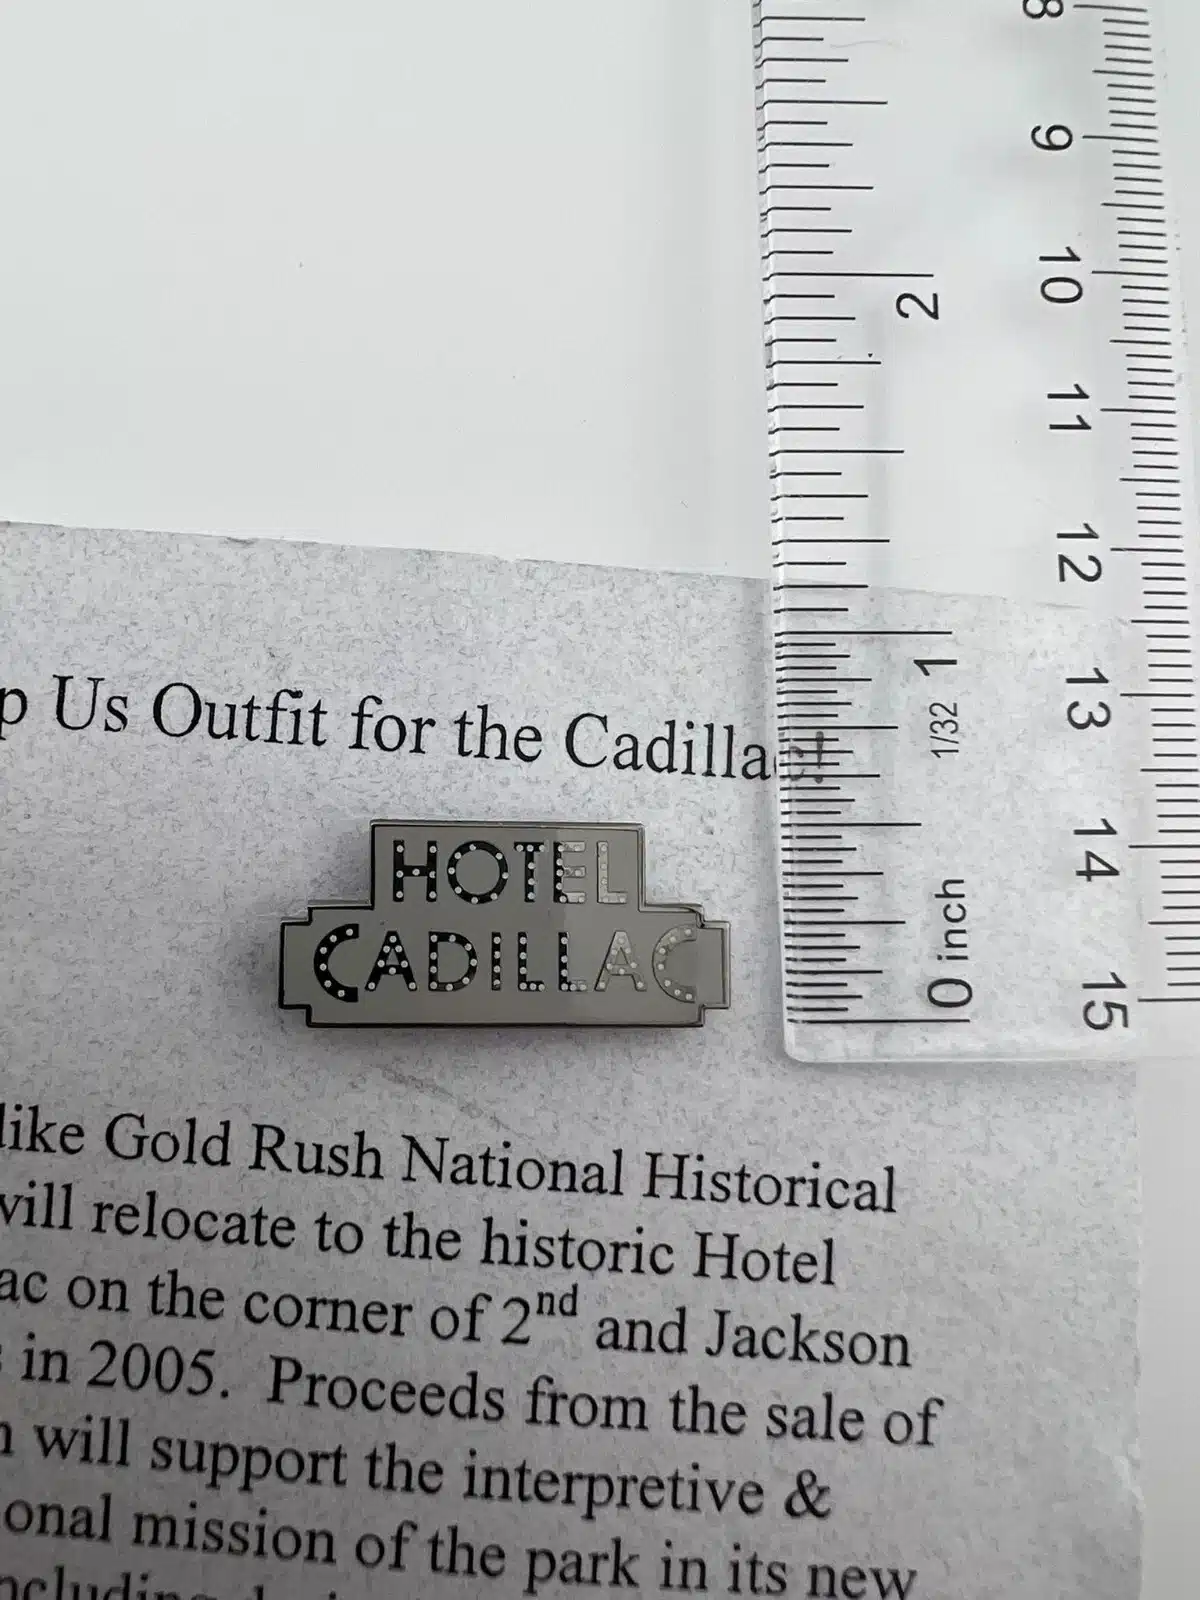 p Us Outfit for the Cadillac!
HOTEL
CADILLAC
like Gold Rush National Historical
will relocate to the historic Hotel
ac on the corner of 2nd and Jackson
in 2005. Proceeds from the sale of
will support the interpretive &
onal mission of the park in its new
8
9
10
11
12
13
14
15
2
1
1/32
0 inch